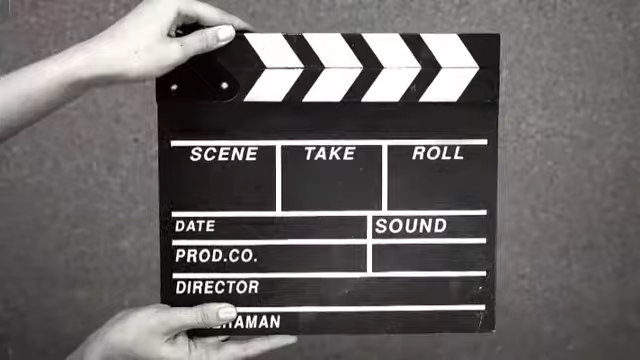 SCENE TAKE ROLL
DATE SOUND
PROD.CO.
DIRECTOR